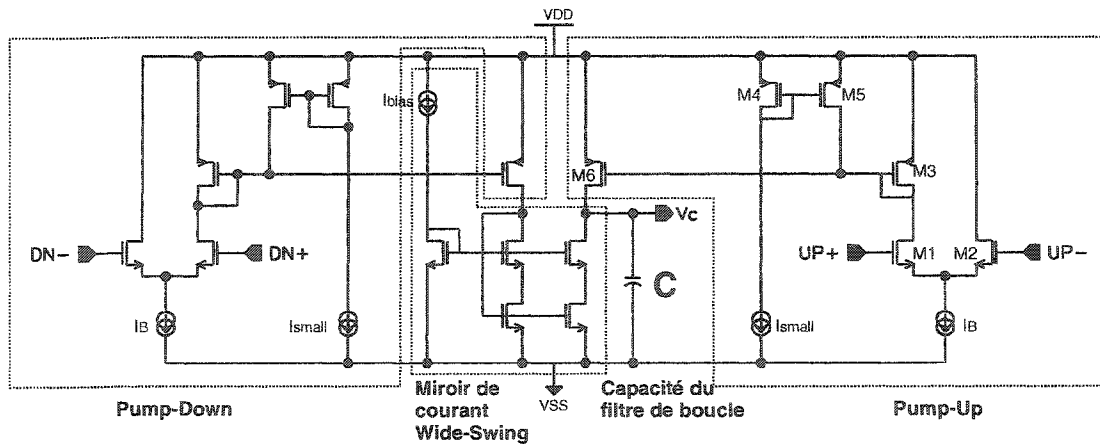 VDD
Ibias
M4
M5
M6
M3
Vc
DN-
DN+
UP+
M1
M2
UP-
C
IB
Ismall
Ismall
IB
Pump-Down
Miroir de
courant
Wide-Swing
VSS
Capacité du
filtre de boucle
Pump-Up